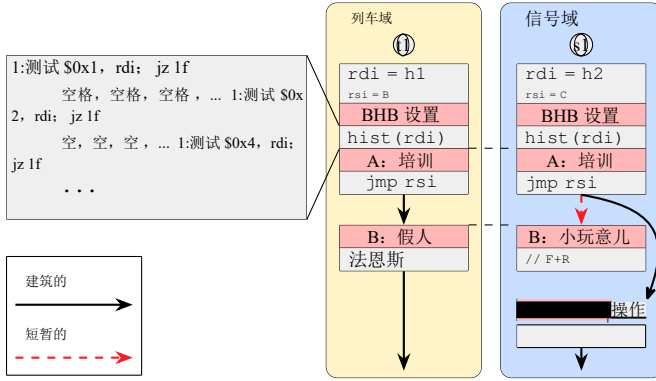 1:测试 $0x1，rdi； jz 1f
空格，空格，空格，... 1:测试 $0x
2，rdi； jz 1f
空，空，空，... 1:测试 $0x4，rdi；
jz 1f
...
建筑的
短暂的
列车域
t1
rdi = h1
rsi = B
BHB 设置
hist(rdi)
A：培训
jmp rsi
B：假人
法恩斯
信号域
s1
rdi = h2
rsi = C
BHB 设置
hist(rdi)
A：培训
jmp rsi
B：小玩意儿
// F+R
操作